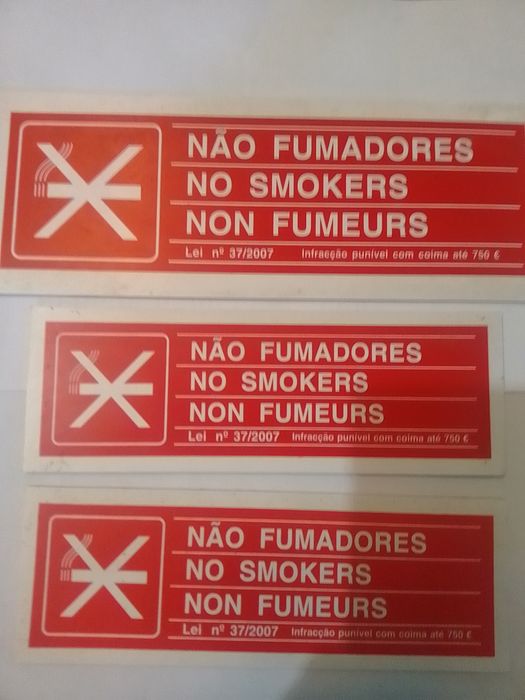 NÃO FUMADORES
NO SMOKERS
NON FUMEURS
Lei nº 37/2007 Infracção punível com coima até 750 €
NÃO FUMADORES
NO SMOKERS
NON FUMEURS
Lei nº 37/2007 Infracção punível com coima até 750 €
NÃO FUMADORES
NO SMOKERS
NON FUMEURS
Lei nº 37/2007 Infracção punível com coima até 750 €